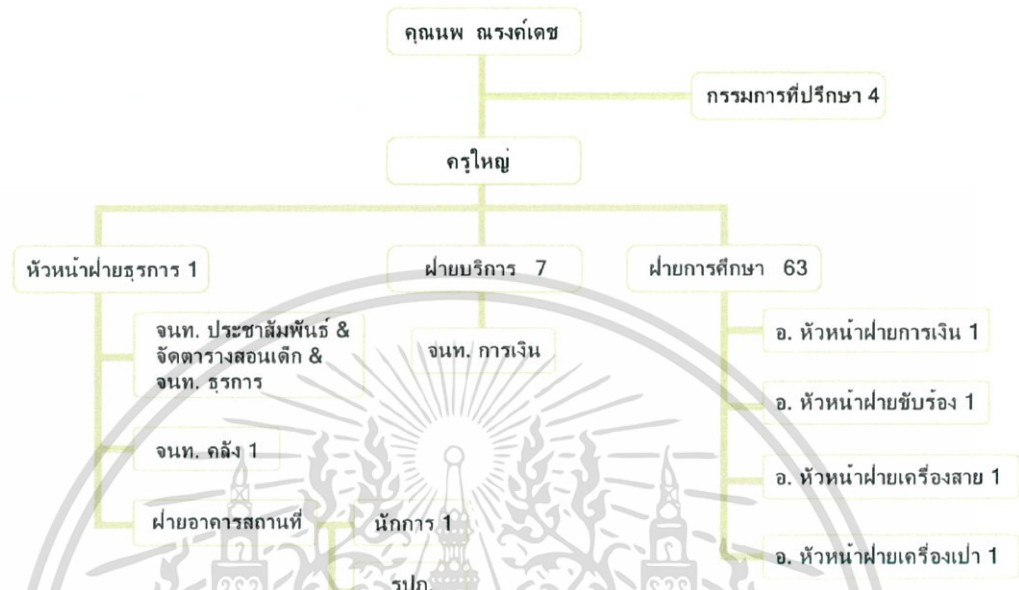 คุณนพ ณรงค์เดช
กรรมการที่ปรึกษา 4
ครูใหญ่
หัวหน้าฝ่ายธุรการ 1
ฝ่ายบริการ 7
ฝ่ายการศึกษา 63
จนท. ประชาสัมพันธ์ &
จัดตารางสอนเด็ก &
จนท. ธุรการ
จนท. การเงิน
อ. หัวหน้าฝ่ายการเงิน 1
อ. หัวหน้าฝ่ายขับร้อง 1
จนท. คลัง 1
อ. หัวหน้าฝ่ายเครื่องสาย 1
ฝ่ายอาคารสถานที่
นักการ 1
อ. หัวหน้าฝ่ายเครื่องเปา 1
รปภ.